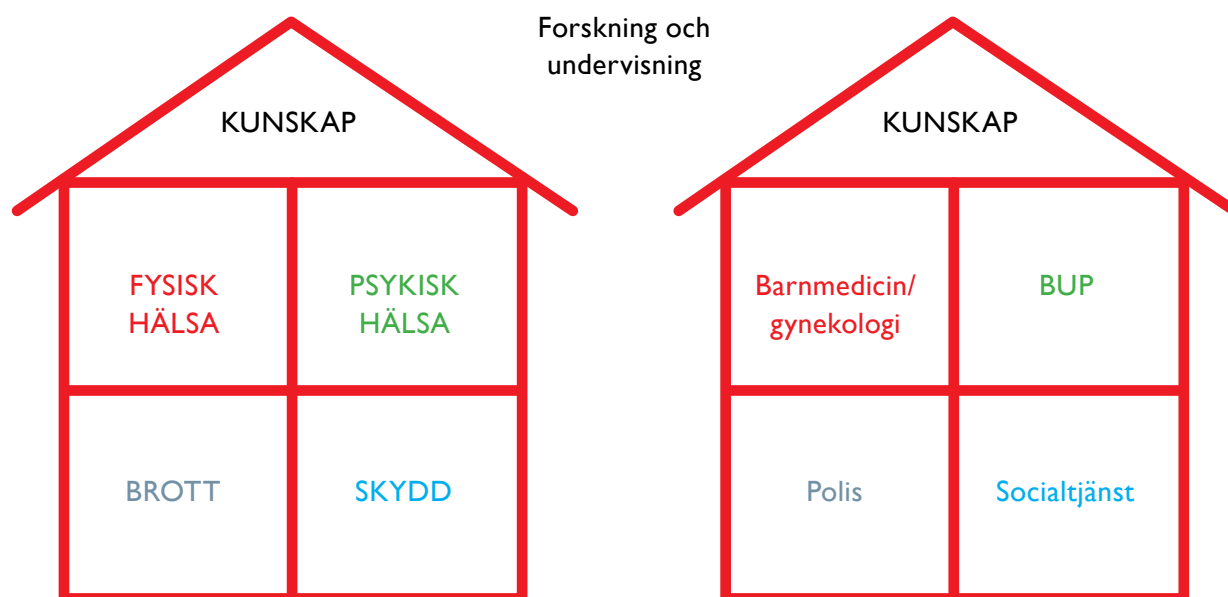 Forskning och
undervisning
KUNSKAP
KUNSKAP
FYSISK
HÄLSA
PSYKISK
HÄLSA
Barnmedicin/
gynekologi
BUP
BROTT
SKYDD
Polis
Socialtjänst